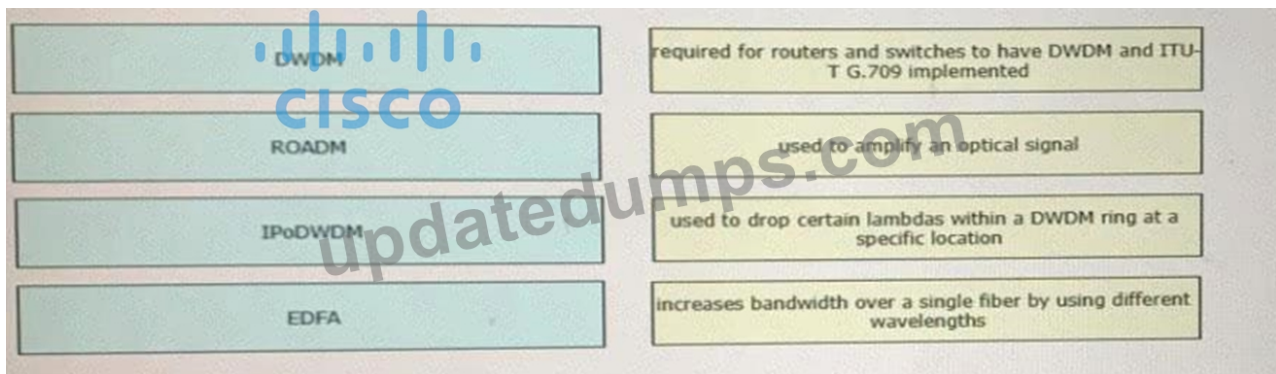 DWDM
CISCO
ROADM
IPoDWDM
EDFA
required for routers and switches to have DWDM and ITU-
T G.709 implemented
used to amplify an optical signal
used to drop certain lambdas within a DWDM ring at a
specific location
increases bandwidth over a single fiber by using different
wavelengths
updatedumps.com